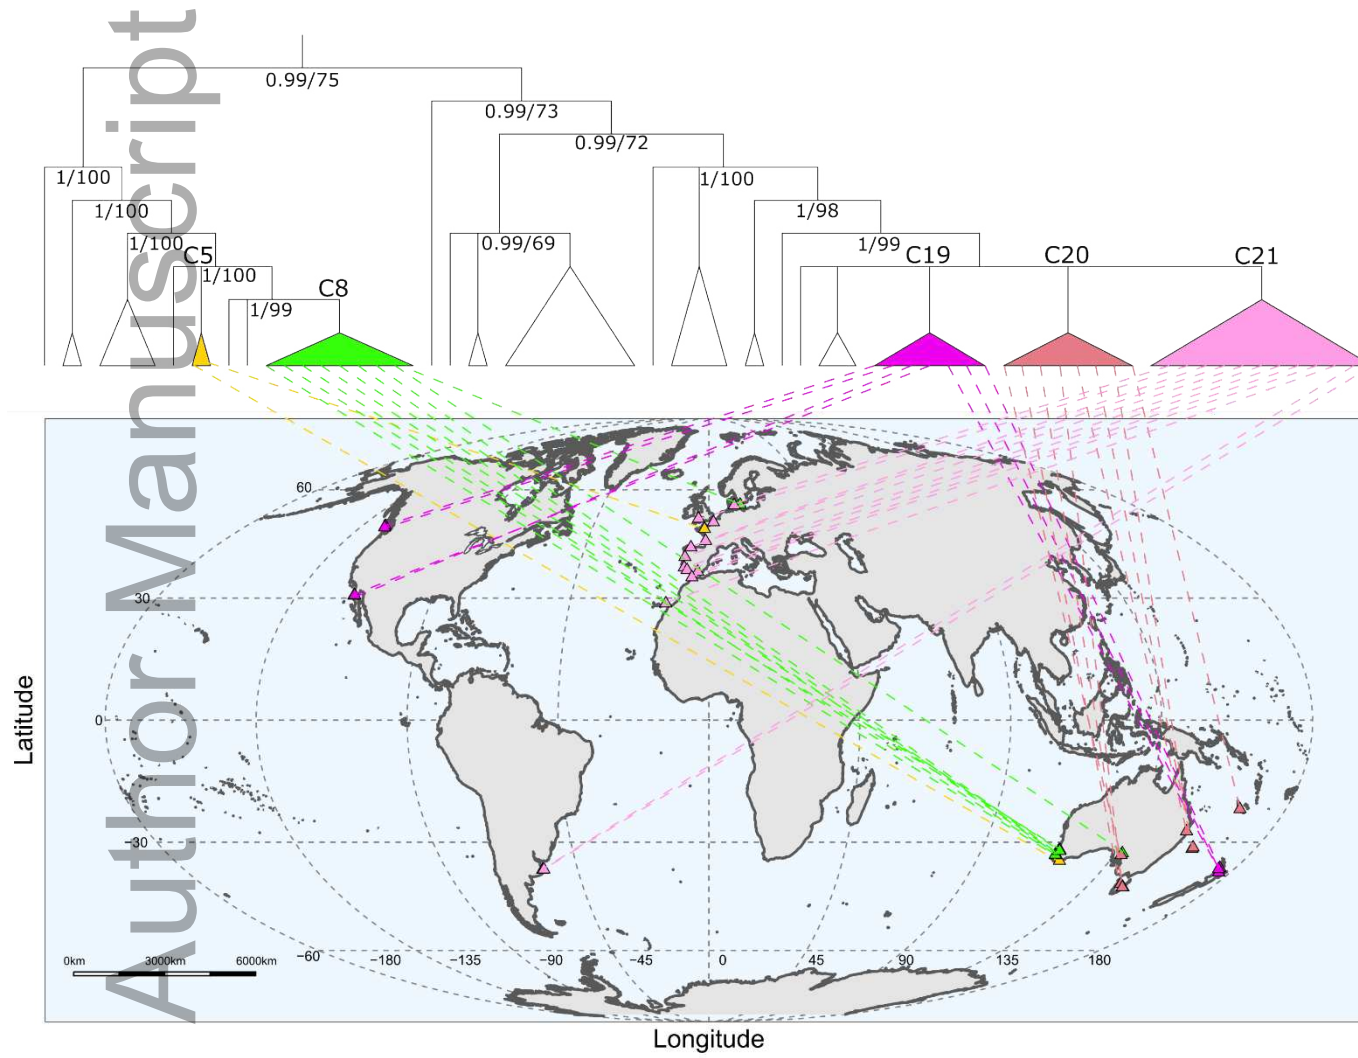 Author Manuscript
0.99/75
0.99/73
0.99/72
1/100
1/100
1/100
1/98
1/100
0.99/69
1/99
C5
1/100
C19
C20
C21
C8
1/99
60
30
0
−30
−60
−180
−135
−90
−45
0
45
90
135
180
0km
3000km
6000km
Latitude
Longitude